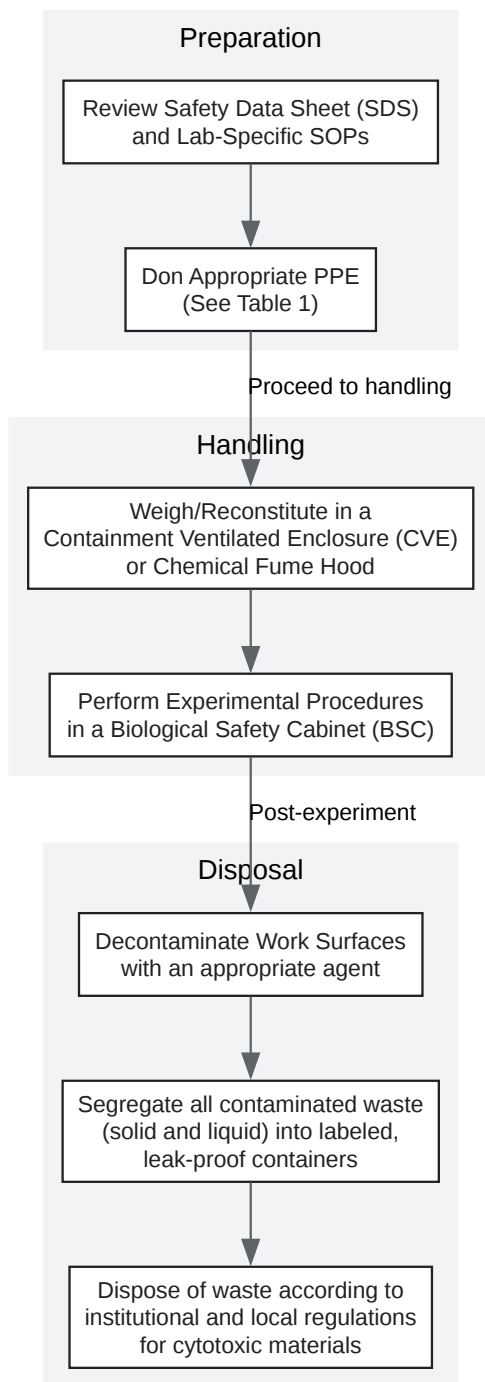 Preparation
Review Safety Data Sheet (SDS)
and Lab-Specific SOPs
Don Appropriate PPE
(See Table 1)
Proceed to handling
Handling
Weigh/Reconstitute in a
Containment Ventilated Enclosure (CVE)
or Chemical Fume Hood
Perform Experimental Procedures
in a Biological Safety Cabinet (BSC)
Post-experiment
Disposal
Decontaminate Work Surfaces
with an appropriate agent
Segregate all contaminated waste
(solid and liquid) into labeled,
leak-proof containers
Dispose of waste according to
institutional and local regulations
for cytotoxic materials